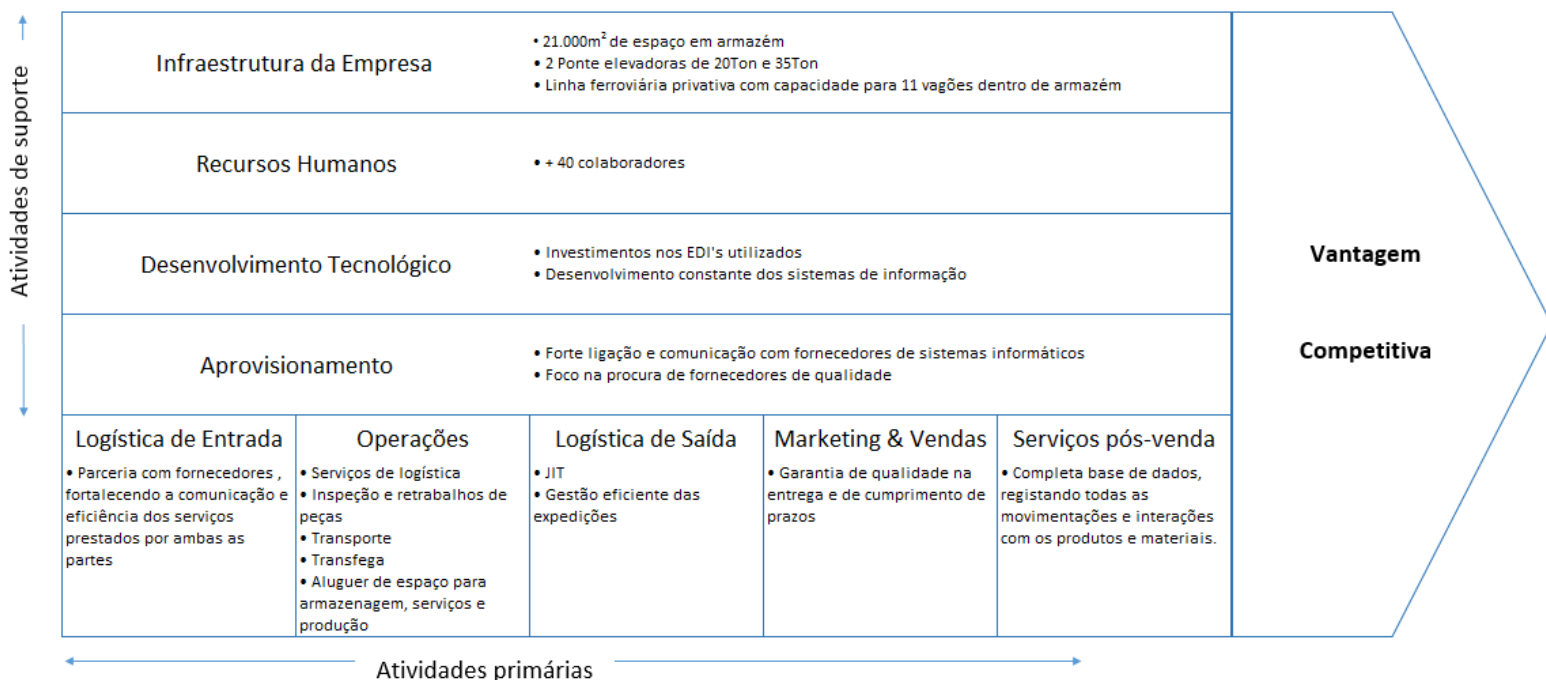 Atividades de suporte
Infraestrutura da Empresa
• 21.000m² de espaço em armazém
• 2 Ponte elevadoras de 20Ton e 35Ton
• Linha ferroviária privativa com capacidade para 11 vagões dentro de armazém
Recursos Humanos
• + 40 colaboradores
Desenvolvimento Tecnológico
• Investimentos nos EDI's utilizados
• Desenvolvimento constante dos sistemas de informação
Aprovisionamento
• Forte ligação e comunicação com fornecedores de sistemas informáticos
• Foco na procura de fornecedores de qualidade
Logística de Entrada
• Parceria com fornecedores ,
fortalecendo a comunicação e
eficiência dos serviços
prestados por ambas as
partes
Operações
• Serviços de logística
• Inspeção e retrabalhos de
peças
• Transporte
• Transfega
• Aluguer de espaço para
armazenagem, serviços e
produção
Logística de Saída
• JIT
• Gestão eficiente das
expedições
Marketing & Vendas
• Garantia de qualidade na
entrega e de cumprimento de
prazos
Serviços pós-venda
• Completa base de dados,
registando todas as
movimentações e interações
com os produtos e materiais.
Vantagem
Competitiva
Atividades primárias